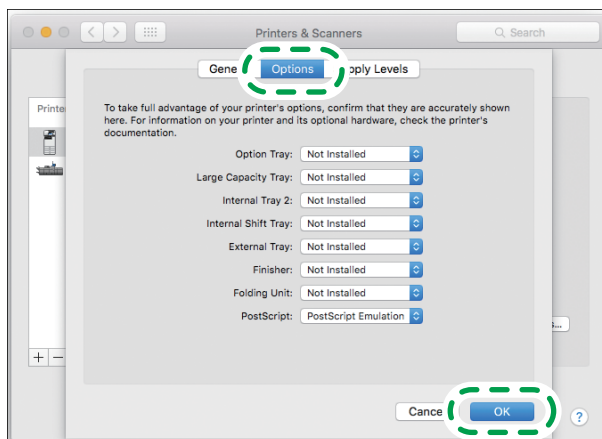 Printers & Scanners
Search
Gene
Options
pply Levels
Printe
To take full advantage of your printer's options, confirm that they are accurately shown
here. For information on your printer and its optional hardware, check the printer's
documentation.
Option Tray: Not Installed
Large Capacity Tray: Not Installed
Internal Tray 2: Not Installed
Internal Shift Tray: Not Installed
External Tray: Not Installed
Finisher: Not Installed
Folding Unit: Not Installed
PostScript: PostScript Emulation
s...
+ −
Cance
OK
?